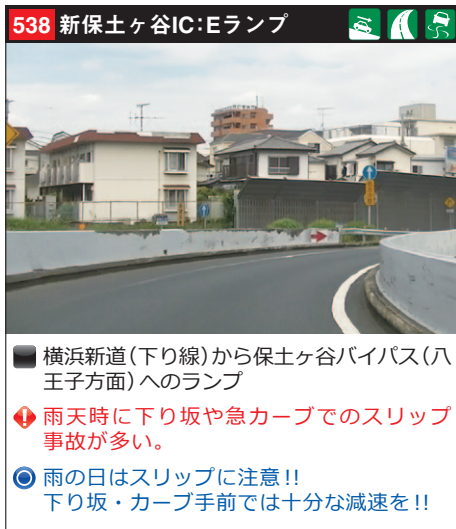 538 新保土ヶ谷IC:Eランプ
横浜新道(下り線)から保土ヶ谷バイパス(八
王子方面)へのランプ
雨天時に下り坂や急カーブでのスリップ
事故が多い。
雨の日はスリップに注意!!
下り坂・カーブ手前では十分な減速を!!